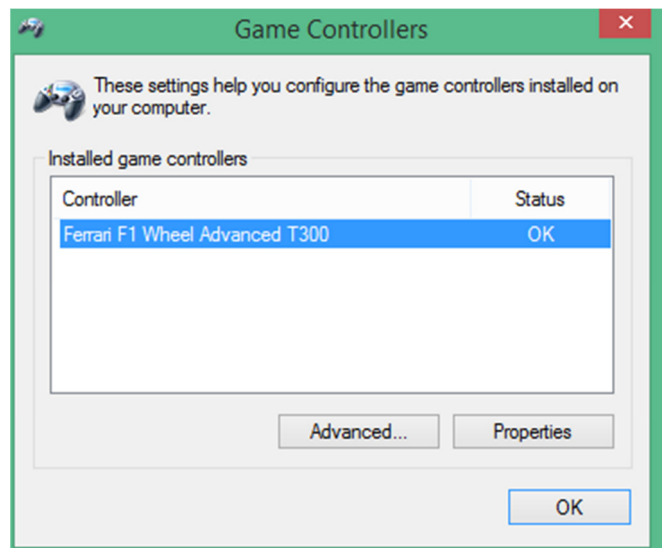 Game Controllers
These settings help you configure the game controllers installed on
your computer.
Installed game controllers
Controller Status
Ferrari F1 Wheel Advanced T300 OK
Advanced... Properties
OK